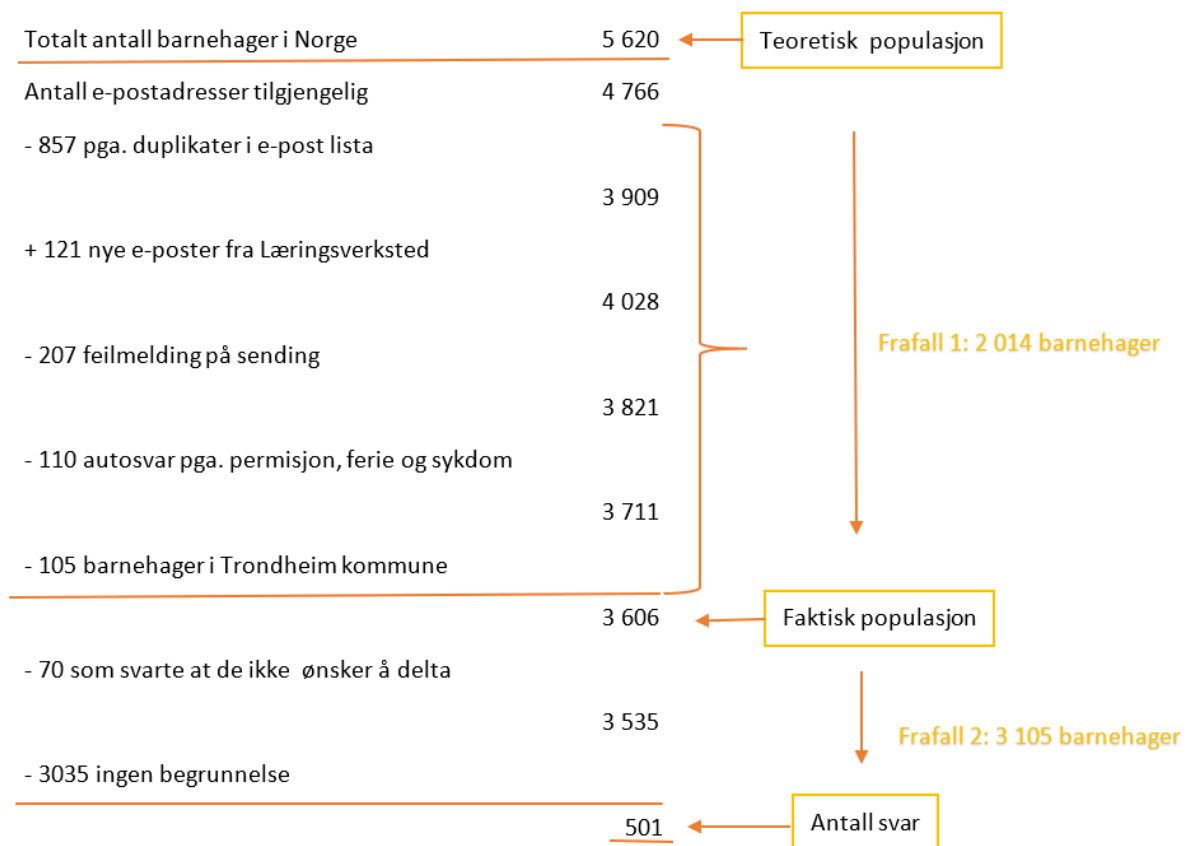 Totalt antall barnehager i Norge 5 620 Teoretisk populasjon
Antall e-postadresser tilgjengelig 4 766
- 857 pga. duplikater i e-post lista
3 909
+ 121 nye e-poster fra Læringsverksted
4 028
Frafall 1: 2 014 barnehager
- 207 feilmelding på sending
3 821
- 110 autosvar pga. permisjon, ferie og sykdom
3 711
- 105 barnehager i Trondheim kommune
3 606 Faktisk populasjon
- 70 som svarte at de ikke ønsker å delta
3 535
Frafall 2: 3 105 barnehager
- 3035 ingen begrunnelse
501 Antall svar